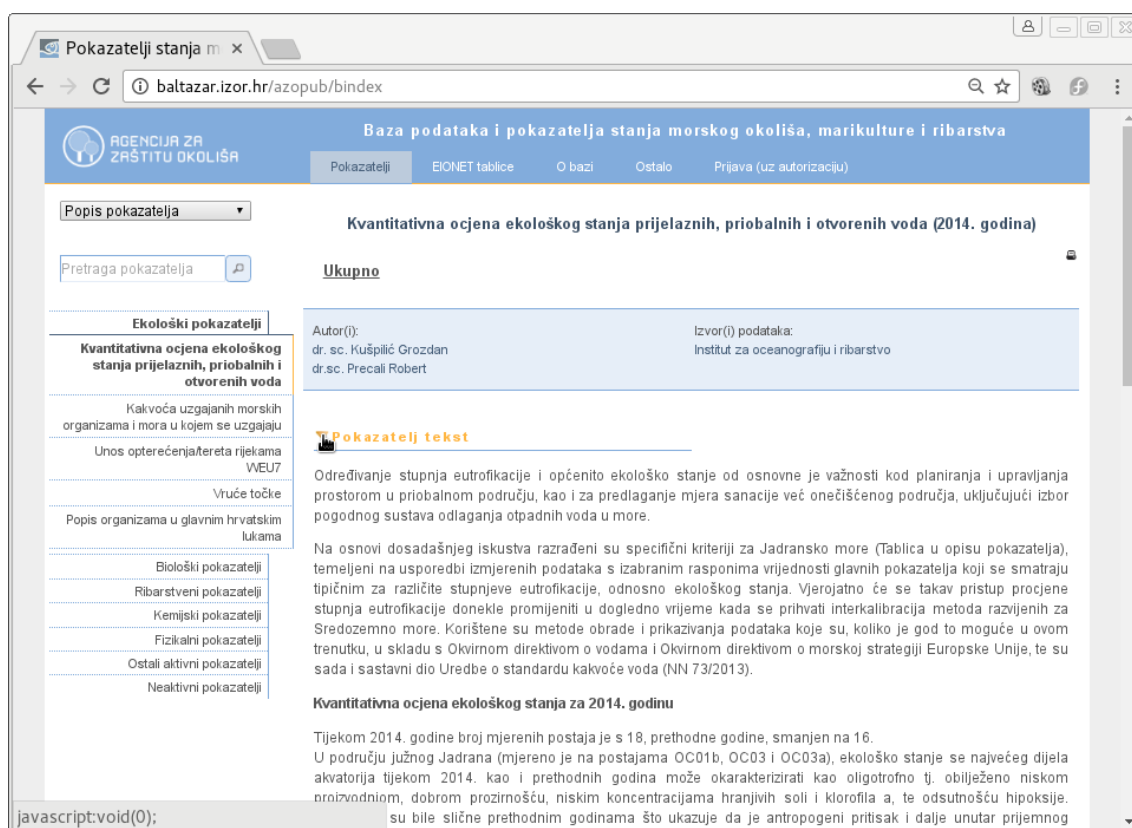 Pokazatelji stanja m
baltazar.izor.hr/azopub/bindex
AGENCIJA ZA
ZAŠTITU OKOLIŠA
Baza podataka i pokazatelja stanja morskog okoliša, marikulture i ribarstva
Pokazatelji EIONET tablice O bazi Ostalo Prijava (uz autorizaciju)
Popis pokazatelja
Pretraga pokazatelja
Ekološki pokazatelji
Kvantitativna ocjena ekološkog
stanja prijelaznih, priobalnih i
otvorenih voda
Kakvoća uzgajanih morskih
organizama i mora u kojem se uzgajaju
Unos opterećenja/tereta rijekama
WEU7
Vruće točke
Popis organizama u glavnim hrvatskim
lukama
Biološki pokazatelji
Ribarstveni pokazatelji
Kemijski pokazatelji
Fizikalni pokazatelji
Ostali aktivni pokazatelji
Neaktivni pokazatelji
Kvantitativna ocjena ekološkog stanja prijelaznih, priobalnih i otvorenih voda (2014. godina)
Ukupno
Autor(i):
dr. sc. Kušpilić Grozdan
dr.sc. Precali Robert
Izvor(i) podataka:
Institut za oceanografiju i ribarstvo
Pokazatelj tekst
Određivanje stupnja eutrofikacije i općenito ekološko stanje od osnovne je važnosti kod planiranja i upravljanja
prostorom u priobalnom području, kao i za predlaganje mjera sanacije već onečišćenog područja, uključujući izbor
pogodnog sustava odlaganja otpadnih voda u more.
Na osnovi dosadašnjeg iskustva razrađeni su specifični kriteriji za Jadransko more (Tablica u opisu pokazatelja),
temeljeni na usporedbi izmjerenih podataka s izabranim rasponima vrijednosti glavnih pokazatelja koji se smatraju
tipičnim za različite stupnjeve eutrofikacije, odnosno ekološkog stanja. Vjerojatno će se takav pristup procjene
stupnja eutrofikacije donekle promijeniti u dogledno vrijeme kada se prihvati interkalibracija metoda razvijenih za
Sredozemno more. Korištene su metode obrade i prikazivanja podataka koje su, koliko je god to moguće u ovom
trenutku, u skladu s Okvirnom direktivom o vodama i Okvirnom direktivom o morskoj strategiji Europske Unije, te su
sada i sastavni dio Uredbe o standardu kakvoće voda (NN 73/2013).
Kvantitativna ocjena ekološkog stanja za 2014. godinu
Tijekom 2014. godine broj mjerenih postaja je s 18, prethodne godine, smanjen na 16.
U području južnog Jadrana (mjereno je na postajama OC01b, OC03 i OC03a), ekološko stanje se najvećeg dijela
akvatorija tijekom 2014. kao i prethodnih godina može okarakterizirati kao oligotrofno tj. obilježeno niskom
proizvodnjom, dobrom prozirnošću, niskim koncentracijama hranjivih soli i klorofila a, te odsutnošću hipoksije.
su bile slične prethodnim godinama što ukazuje da je antropogeni pritisak i dalje unutar prijemnog
javascript:void(0);